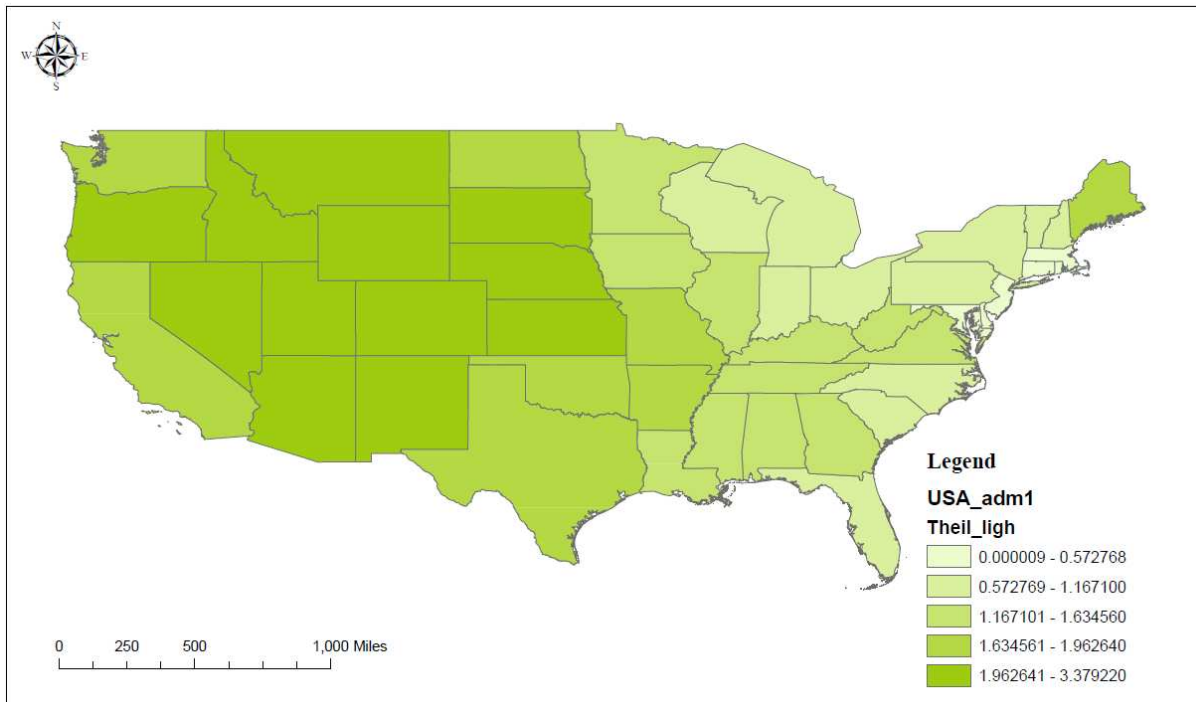 N
W E
S
Legend
USA_adm1
Theil_ligh
0.000009 - 0.572768
0.572769 - 1.167100
1.167101 - 1.634560
1.634561 - 1.962640
1.962641 - 3.379220
0 250 500 1,000 Miles